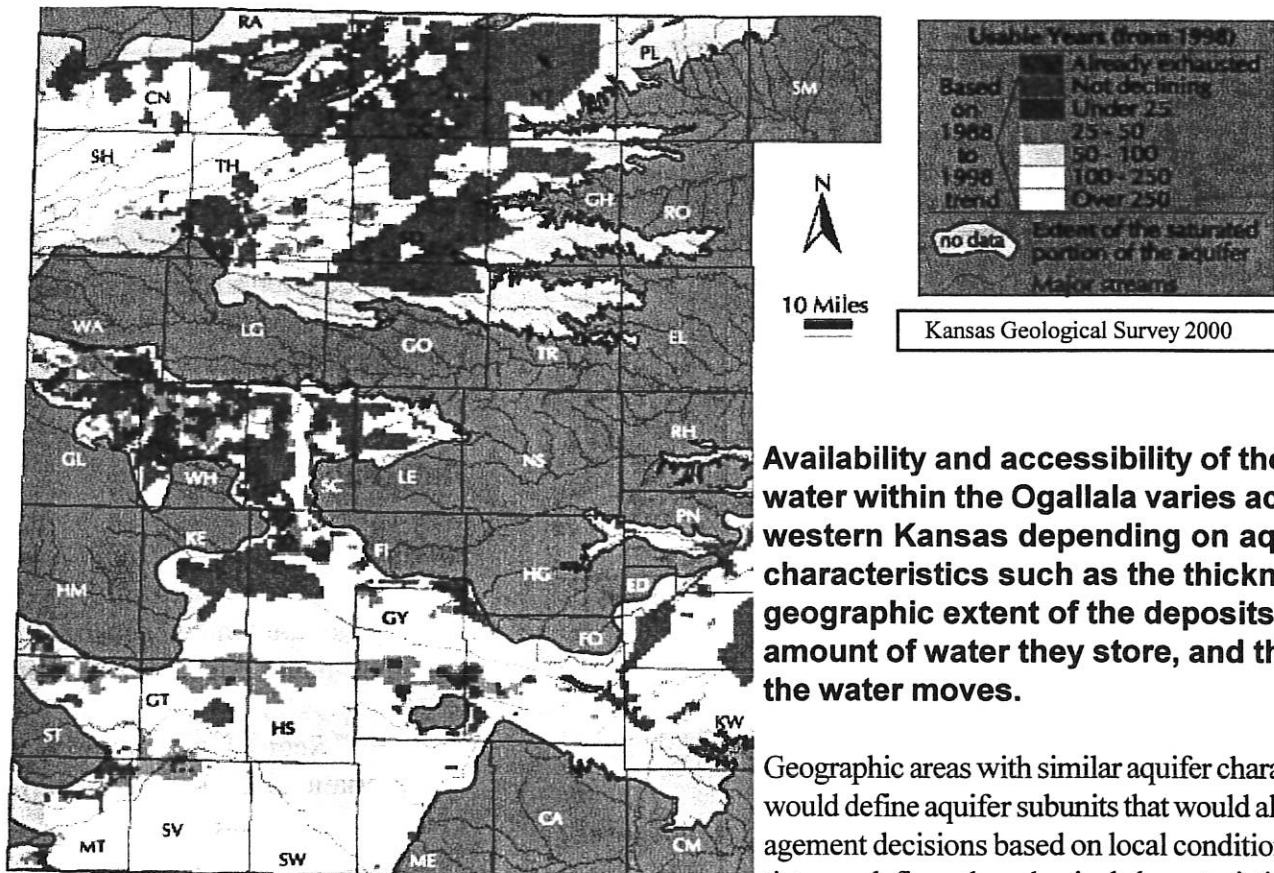 RA
PL
SM
CN
SH
TH
GH
RO
WA
LG
GO
TR
EL
GL
WH
SC
LE
NS
RH
PN
HM
KE
FI
HG
ED
GY
FO
GT
HS
ST
KW
MT
SV
SW
ME
CA
CM
N
10 Miles
Usable Years (from 1998)
Based on 1988 to 1998 trend
Already exhausted
Not declining
Under 25
25 - 50
50 - 100
100 - 250
Over 250
no data
Extent of the saturated
portion of the aquifer
Major streams
Kansas Geological Survey 2000
Availability and accessibility of the
water within the Ogallala varies ac
western Kansas depending on aq
characteristics such as the thickn
geographic extent of the deposits
amount of water they store, and th
the water moves.
Geographic areas with similar aquifer chara
would define aquifer subunits that would al
agement decisions based on local condition